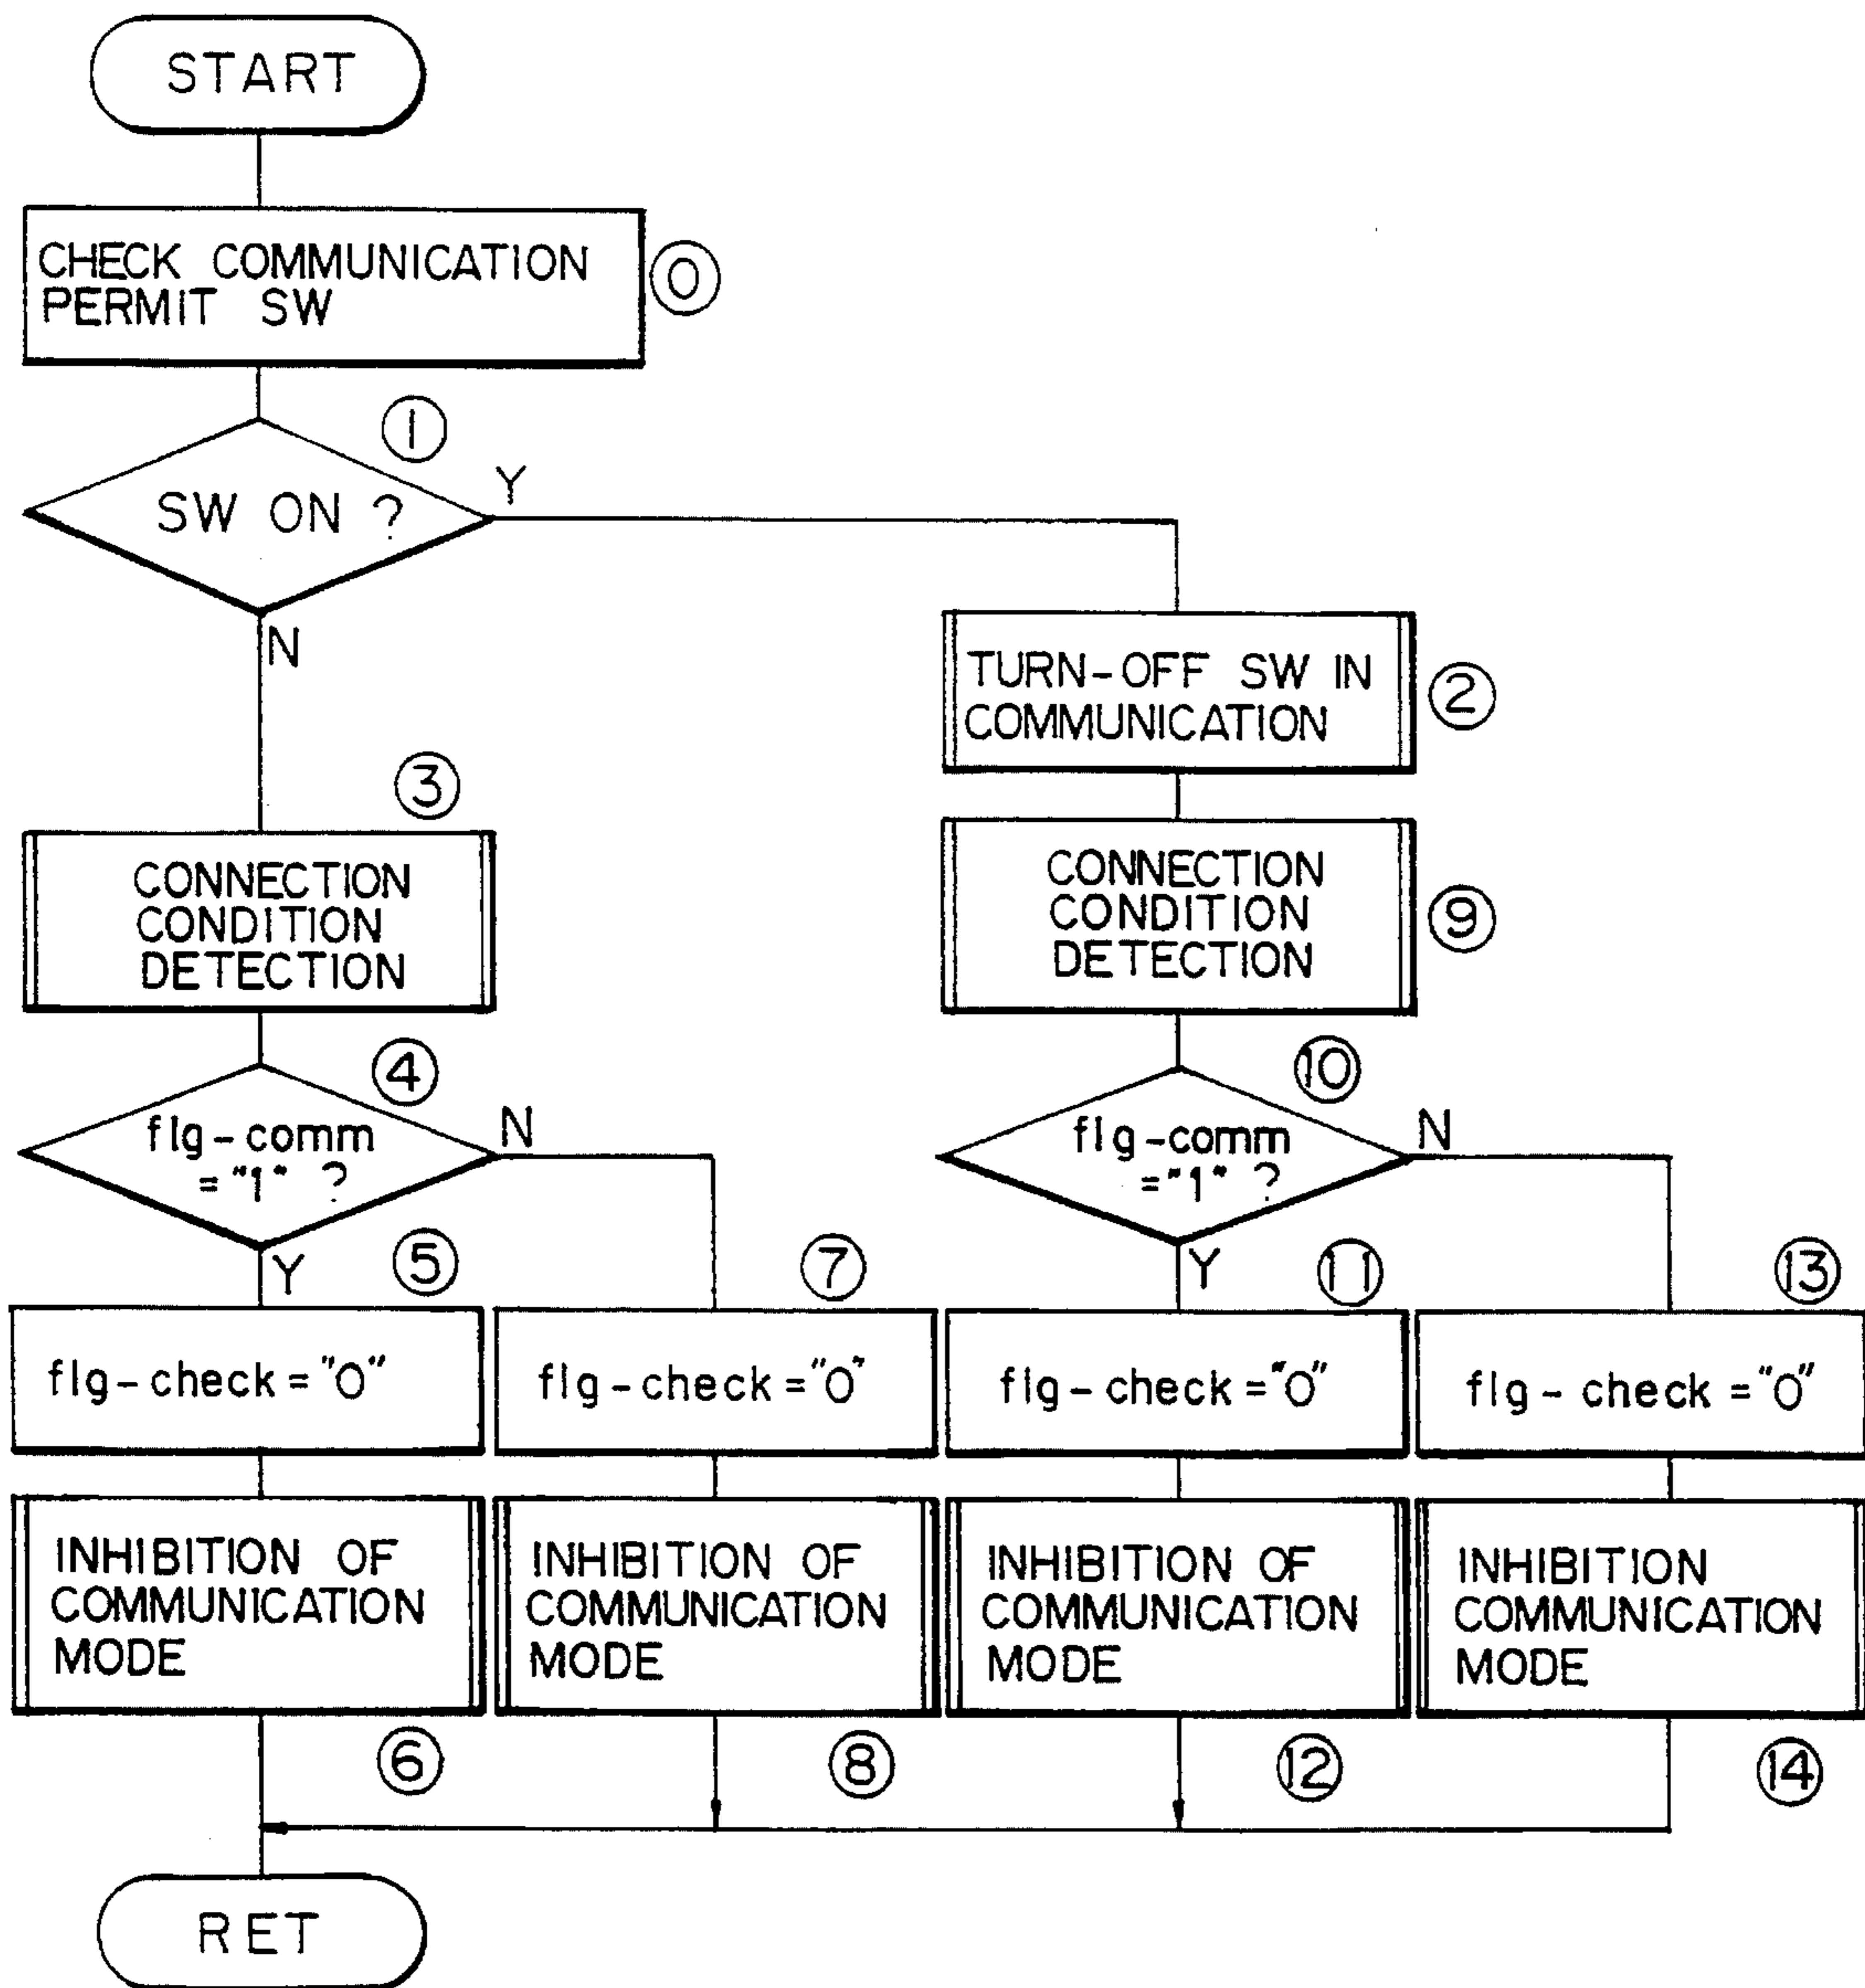 START
CHECK COMMUNICATION
PERMIT SW
⓪
①
SW ON ?
Y
N
TURN-OFF SW IN
COMMUNICATION
②
③
CONNECTION
CONDITION
DETECTION
CONNECTION
CONDITION
DETECTION
⑨
④
flg-comm
="1" ?
N
Y
⑩
flg-comm
="1" ?
N
Y
⑤
flg-check="0"
⑦
flg-check="0"
⑪
flg-check="0"
⑬
flg-check="0"
INHIBITION OF
COMMUNICATION
MODE
⑥
INHIBITION OF
COMMUNICATION
MODE
⑧
INHIBITION OF
COMMUNICATION
MODE
⑫
INHIBITION
COMMUNICATION
MODE
⑭
RET